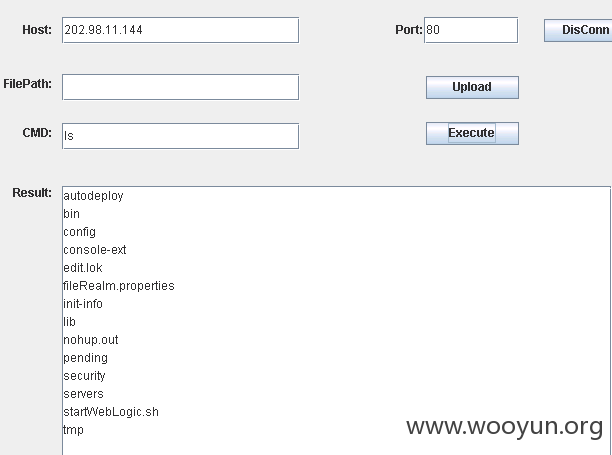 Host: 202.98.11.144 Port: 80 DisConn
FilePath: Upload
CMD: ls Execute
Result:
autodeploy
bin
config
console-ext
edit.lok
fileRealm.properties
init-info
lib
nohup.out
pending
security
servers
startWebLogic.sh
tmp
www.wooyun.org